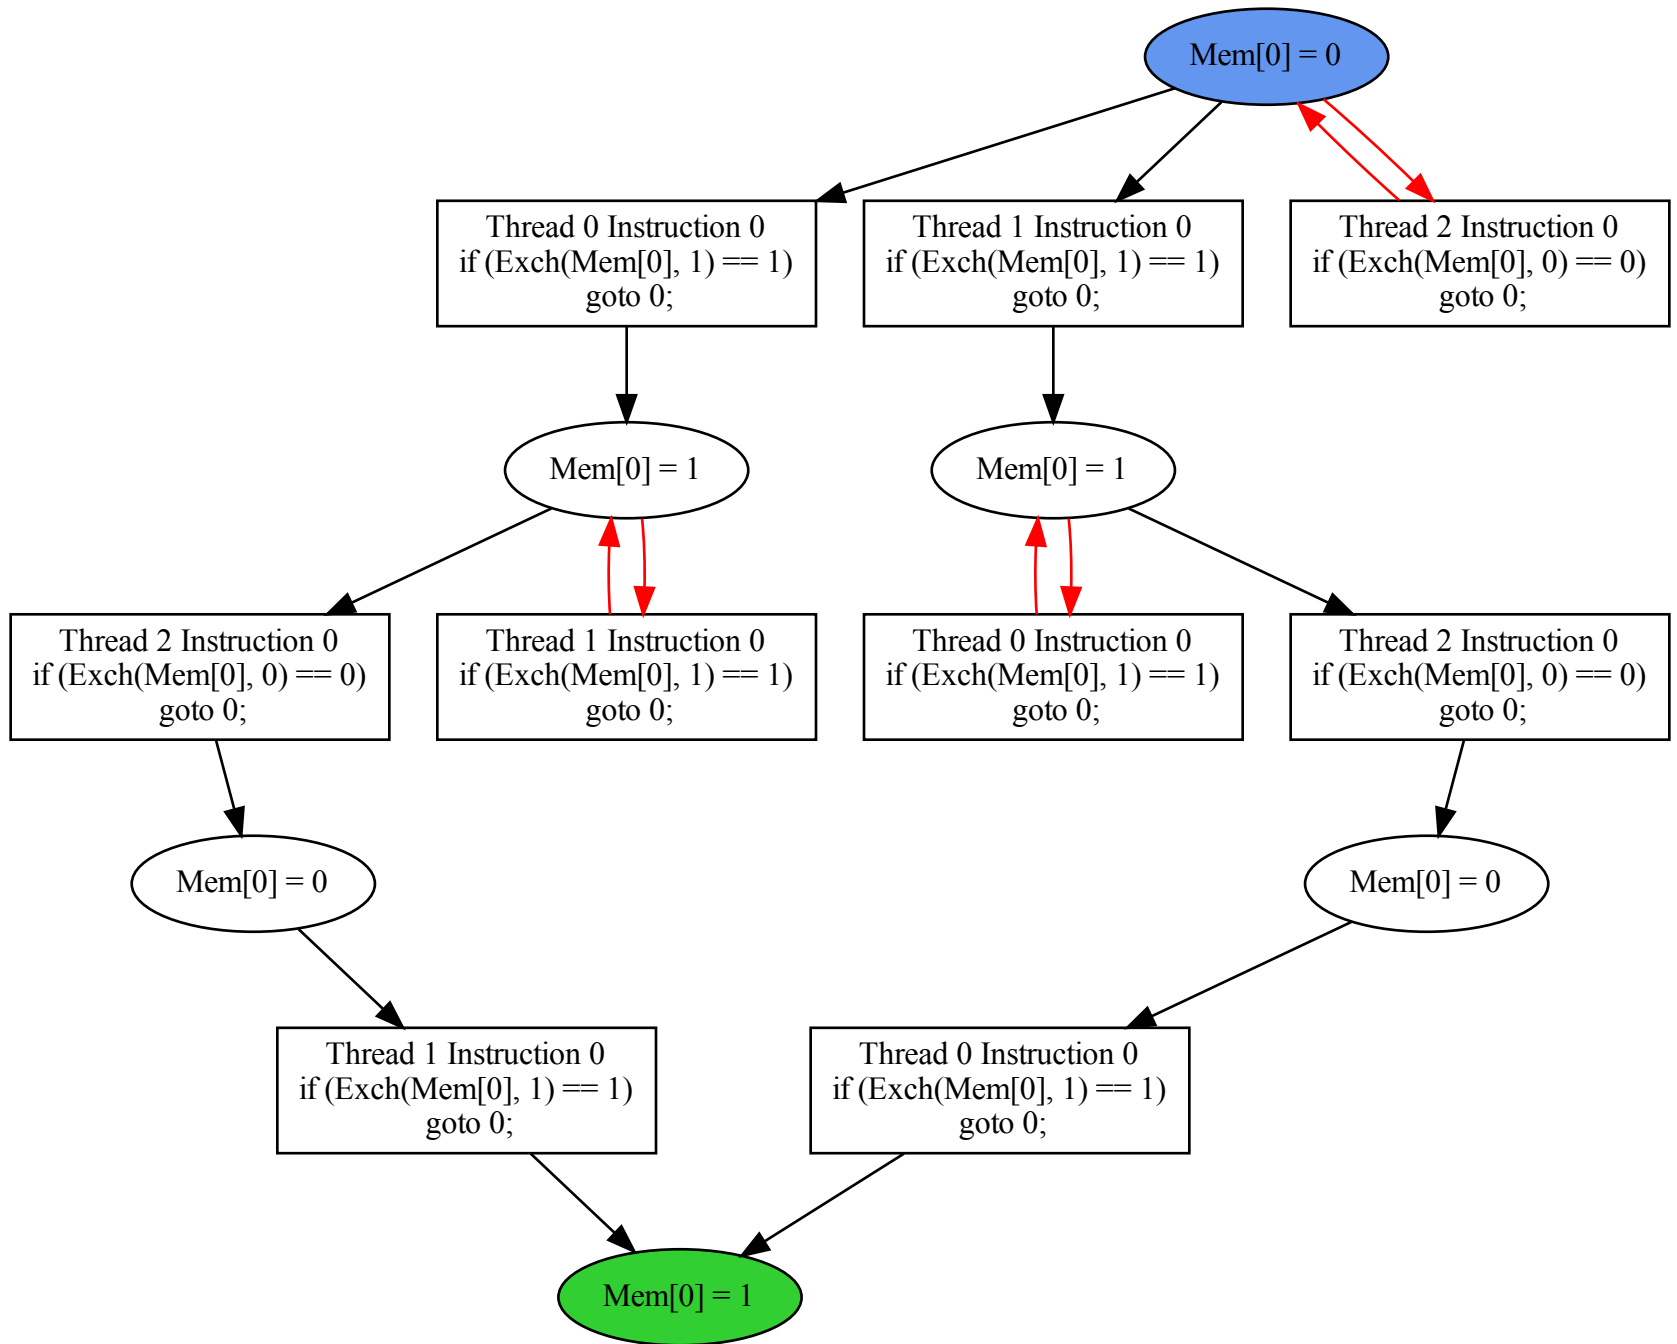 Mem[0] = 0
Thread 0 Instruction 0
if (Exch(Mem[0], 1) == 1)
goto 0;
Thread 1 Instruction 0
if (Exch(Mem[0], 1) == 1)
goto 0;
Thread 2 Instruction 0
if (Exch(Mem[0], 0) == 0)
goto 0;
Mem[0] = 1
Mem[0] = 1
Thread 2 Instruction 0
if (Exch(Mem[0], 0) == 0)
goto 0;
Thread 1 Instruction 0
if (Exch(Mem[0], 1) == 1)
goto 0;
Thread 0 Instruction 0
if (Exch(Mem[0], 1) == 1)
goto 0;
Thread 2 Instruction 0
if (Exch(Mem[0], 0) == 0)
goto 0;
Mem[0] = 0
Mem[0] = 0
Thread 1 Instruction 0
if (Exch(Mem[0], 1) == 1)
goto 0;
Thread 0 Instruction 0
if (Exch(Mem[0], 1) == 1)
goto 0;
Mem[0] = 1